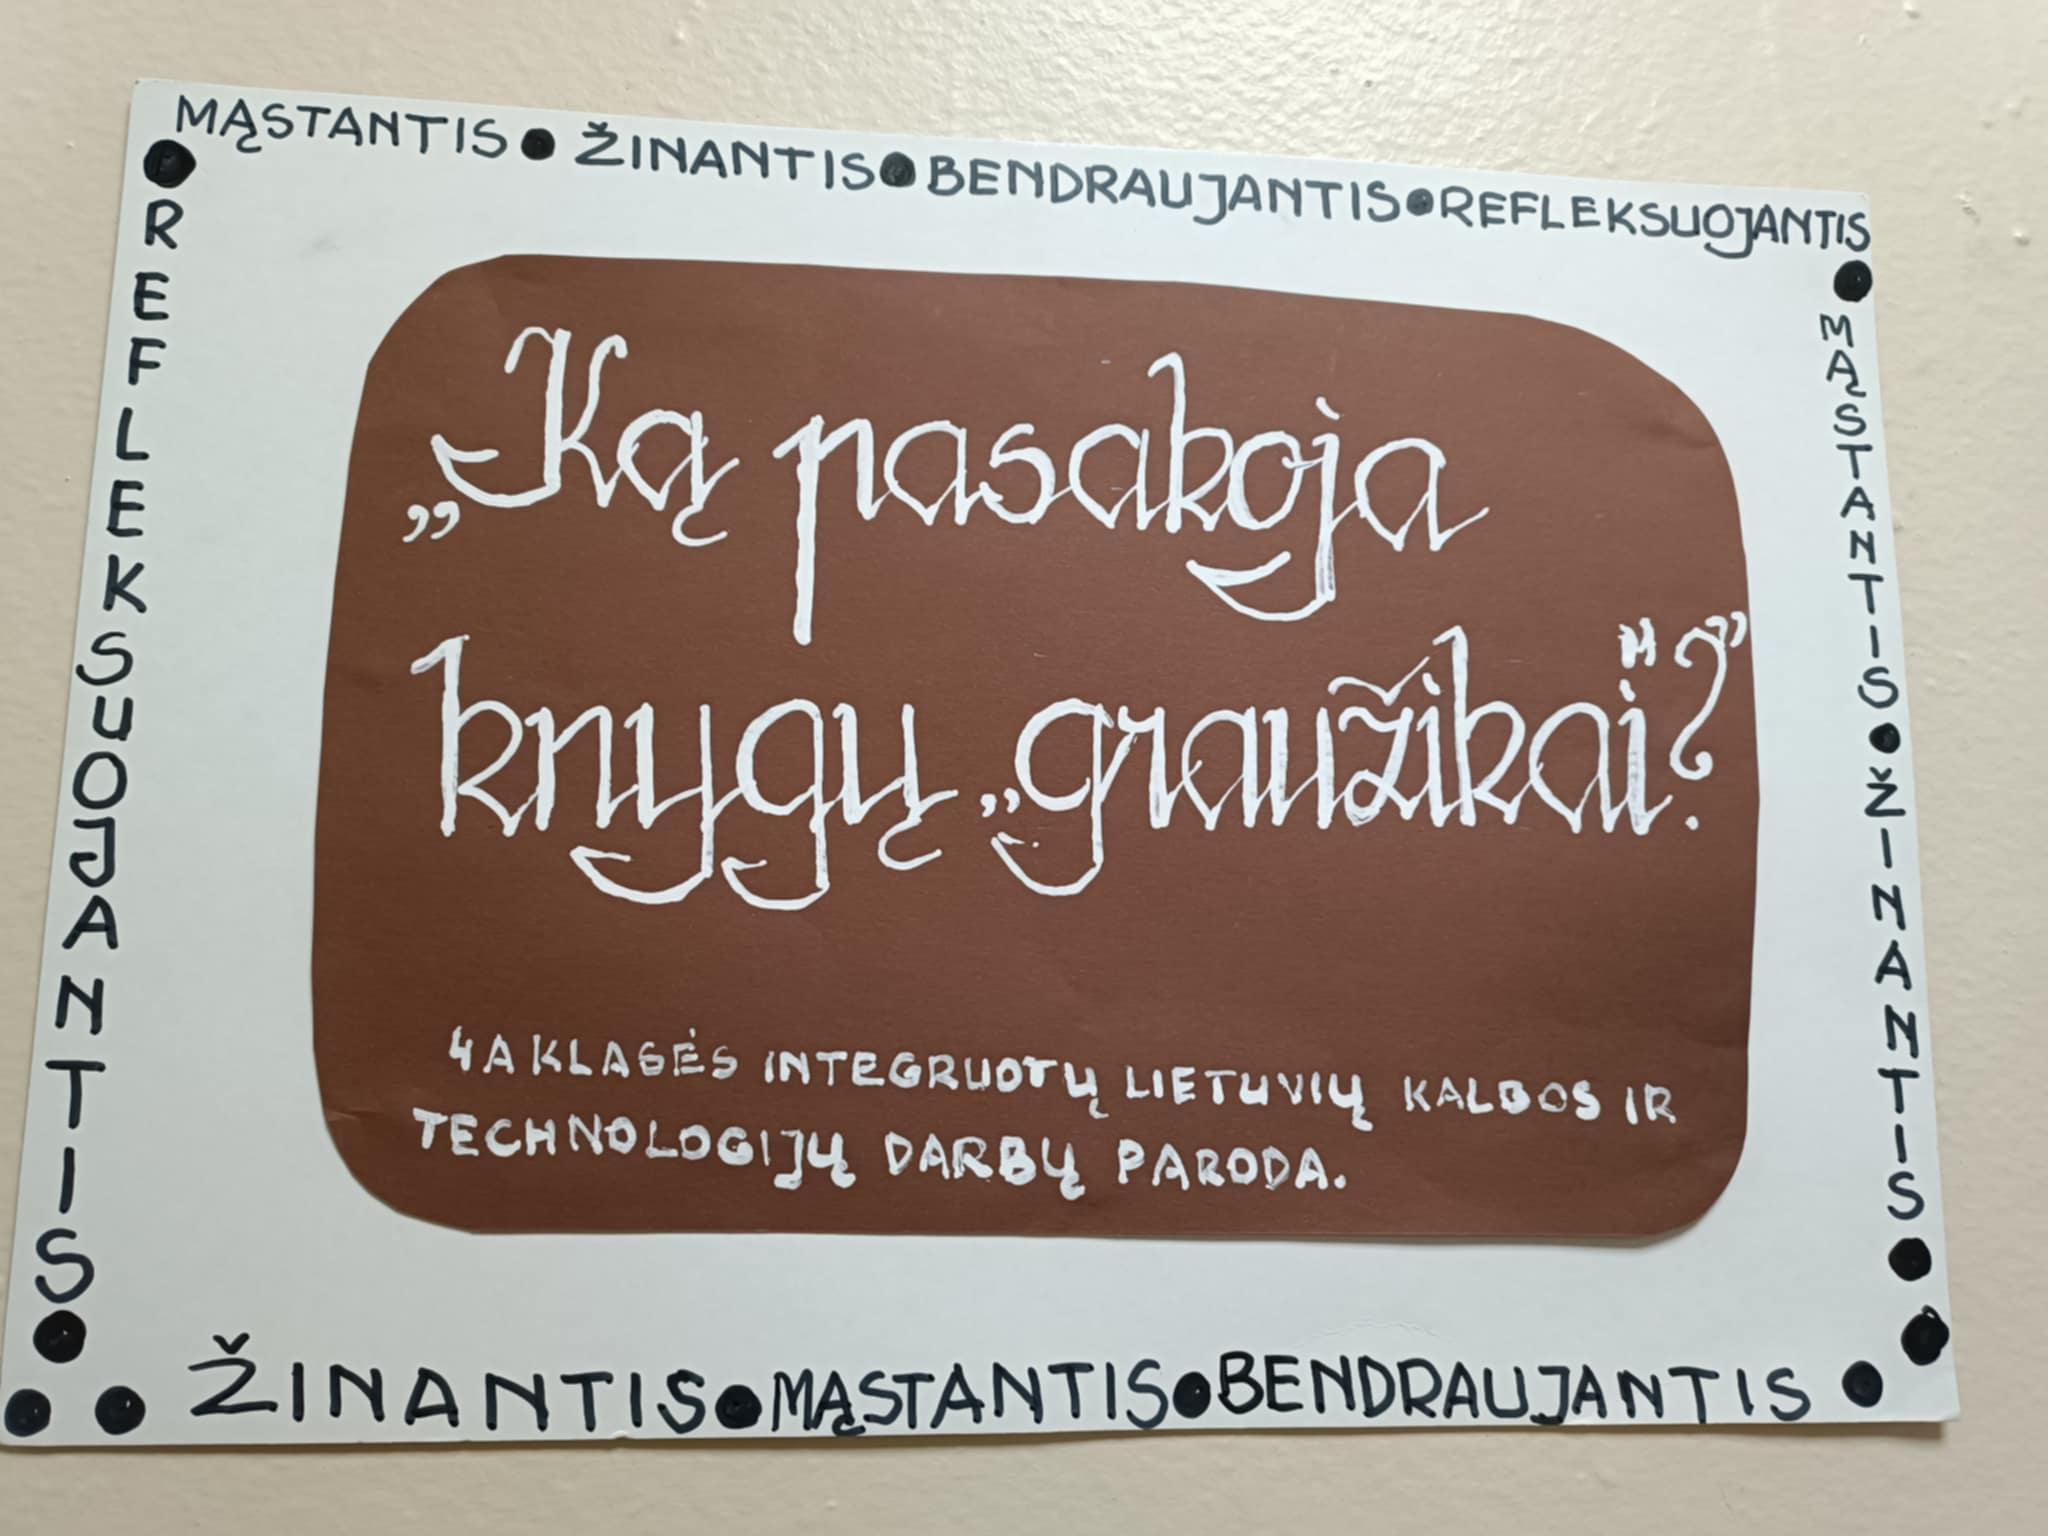 MĄSTANTIS ● ŽINANTIS ● BENDRAUJANTIS ● REFLEKSUOJANTIS
● REFLEKSUOJANTIS ●
„Ką pasakoja
knygų „graužikai"?"
4A KLASĖS INTEGRUOTŲ LIETUVIŲ KALBOS IR
TECHNOLOGIJŲ DARBŲ PARODA.
● MĄSTANTIS ● ŽINANTIS ●
● ● ŽINANTIS ● MĄSTANTIS ● BENDRAUJANTIS ● ●